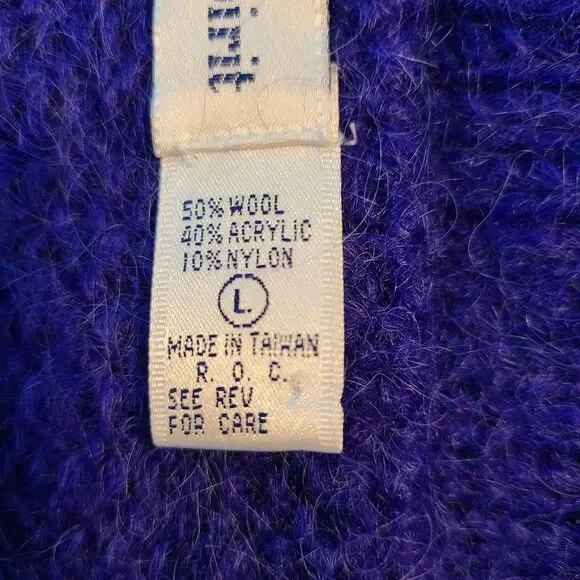 50% WOOL
40% ACRYLIC
10% NYLON
L.
MADE IN TAIWAN
R. O. C.
SEE REV
FOR CARE